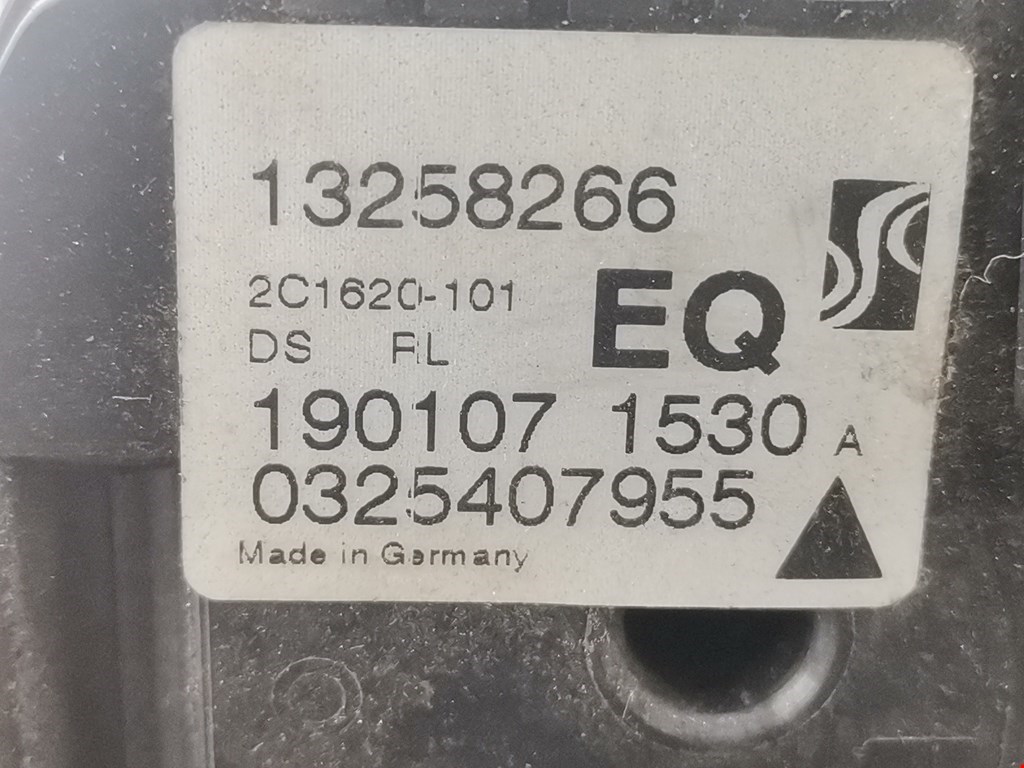 13258266
2C1620-101
DS RL
EQ
190107 1530 A
0325407955
Made in Germany